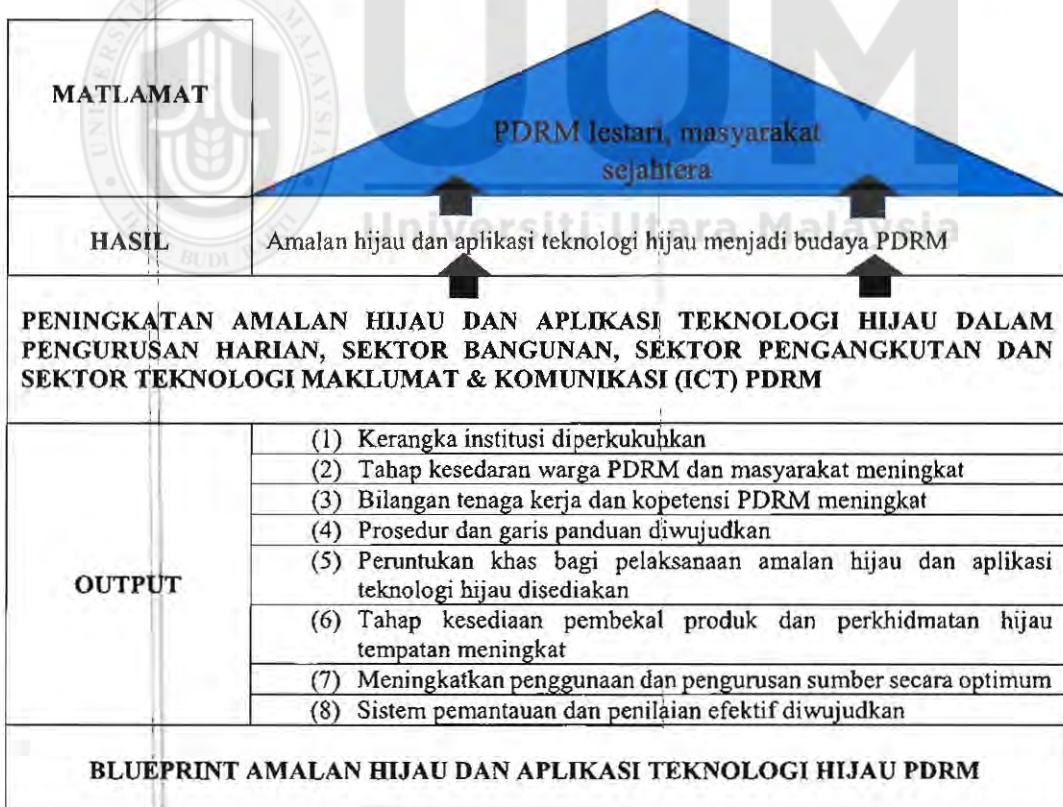 UUM
UNIVERSITI UTARA MALAYSIA
MATLAMAT
PDRM lestari, masyarakat
sejahtera
Universiti Utara Malaysia
HASIL
Amalan hijau dan aplikasi teknologi hijau menjadi budaya PDRM
PENINGKATAN AMALAN HIJAU DAN APLIKASI TEKNOLOGI HIJAU DALAM
PENGURUSAN HARIAN, SEKTOR BANGUNAN, SEKTOR PENGANGKUTAN DAN
SEKTOR TEKNOLOGI MAKLUMAT & KOMUNIKASI (ICT) PDRM
OUTPUT
(1) Kerangka institusi diperkukuhkan
(2) Tahap kesedaran warga PDRM dan masyarakat meningkat
(3) Bilangan tenaga kerja dan kopetensi PDRM meningkat
(4) Prosedur dan garis panduan diwujudkan
(5) Peruntukan khas bagi pelaksanaan amalan hijau dan aplikasi
teknologi hijau disediakan
(6) Tahap kesediaan pembekal produk dan perkhidmatan hijau
tempatan meningkat
(7) Meningkatkan penggunaan dan pengurusan sumber secara optimum
(8) Sistem pemantauan dan penilaian efektif diwujudkan
BLUEPRINT AMALAN HIJAU DAN APLIKASI TEKNOLOGI HIJAU PDRM